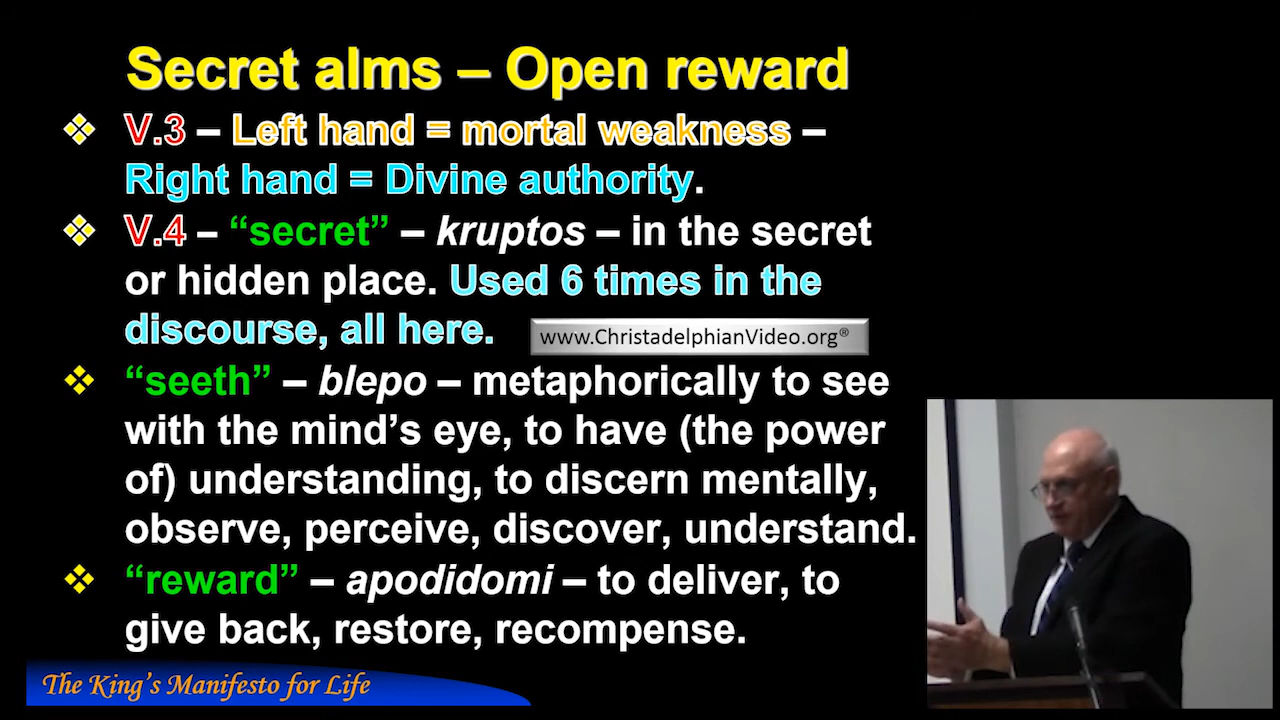 Secret alms – Open reward
V.3 – Left hand = mortal weakness –
Right hand = Divine authority.
V.4 – “secret” – kruptos – in the secret
or hidden place. Used 6 times in the
discourse, all here.
www.ChristadelphianVideo.org®
“seeth” – blepo – metaphorically to see
with the mind’s eye, to have (the power
of) understanding, to discern mentally,
observe, perceive, discover, understand.
“reward” – apodidomi – to deliver, to
give back, restore, recompense.
The King’s Manifesto for Life